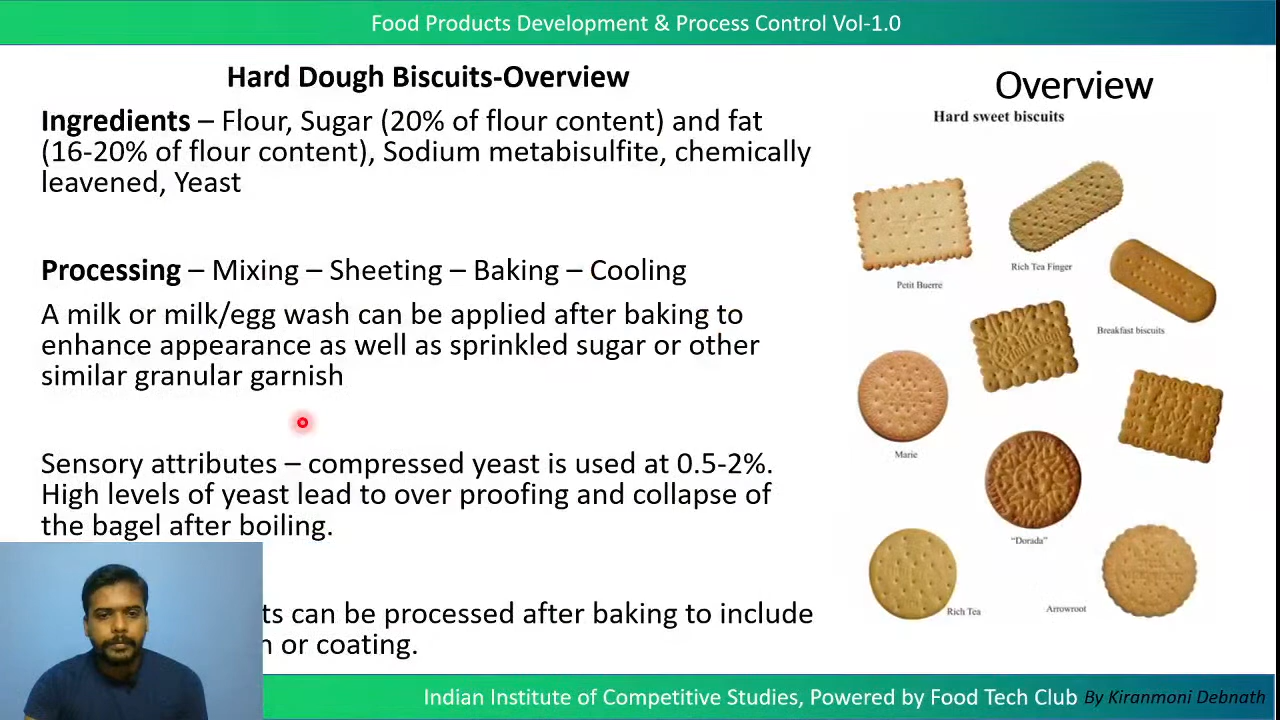 Food Products Development & Process Control Vol-1.0
Hard Dough Biscuits-Overview
Ingredients – Flour, Sugar (20% of flour content) and fat
(16-20% of flour content), Sodium metabisulfite, chemically
leavened, Yeast
Processing – Mixing – Sheeting – Baking – Cooling
A milk or milk/egg wash can be applied after baking to
enhance appearance as well as sprinkled sugar or other
similar granular garnish
Sensory attributes – compressed yeast is used at 0.5-2%.
High levels of yeast lead to over proofing and collapse of
the bagel after boiling.
can be processed after baking to include
or coating.
Overview
Hard sweet biscuits
Petit Buerre
Rich Tea Finger
Breakfast biscuits
Marie
"Dorada"
Rich Tea
Arrowroot
Indian Institute of Competitive Studies, Powered by Food Tech Club By Kiranmoni Debnath